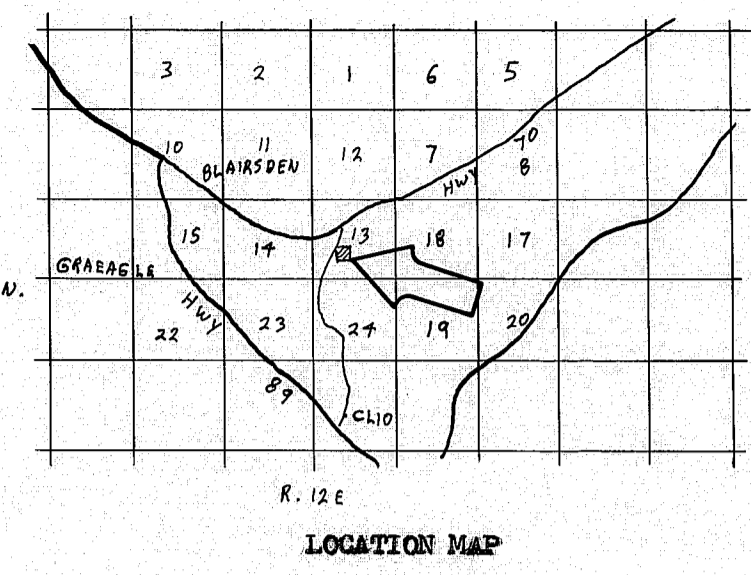 3 2 1 6 5
10 11 12 7 8
BLAIRSDEN
HWY 70
15 14 13 18 17
GRAEAGLE
N.
22 23 24 19 20
HWY 89
CLIO
R. 12 E
LOCATION MAP